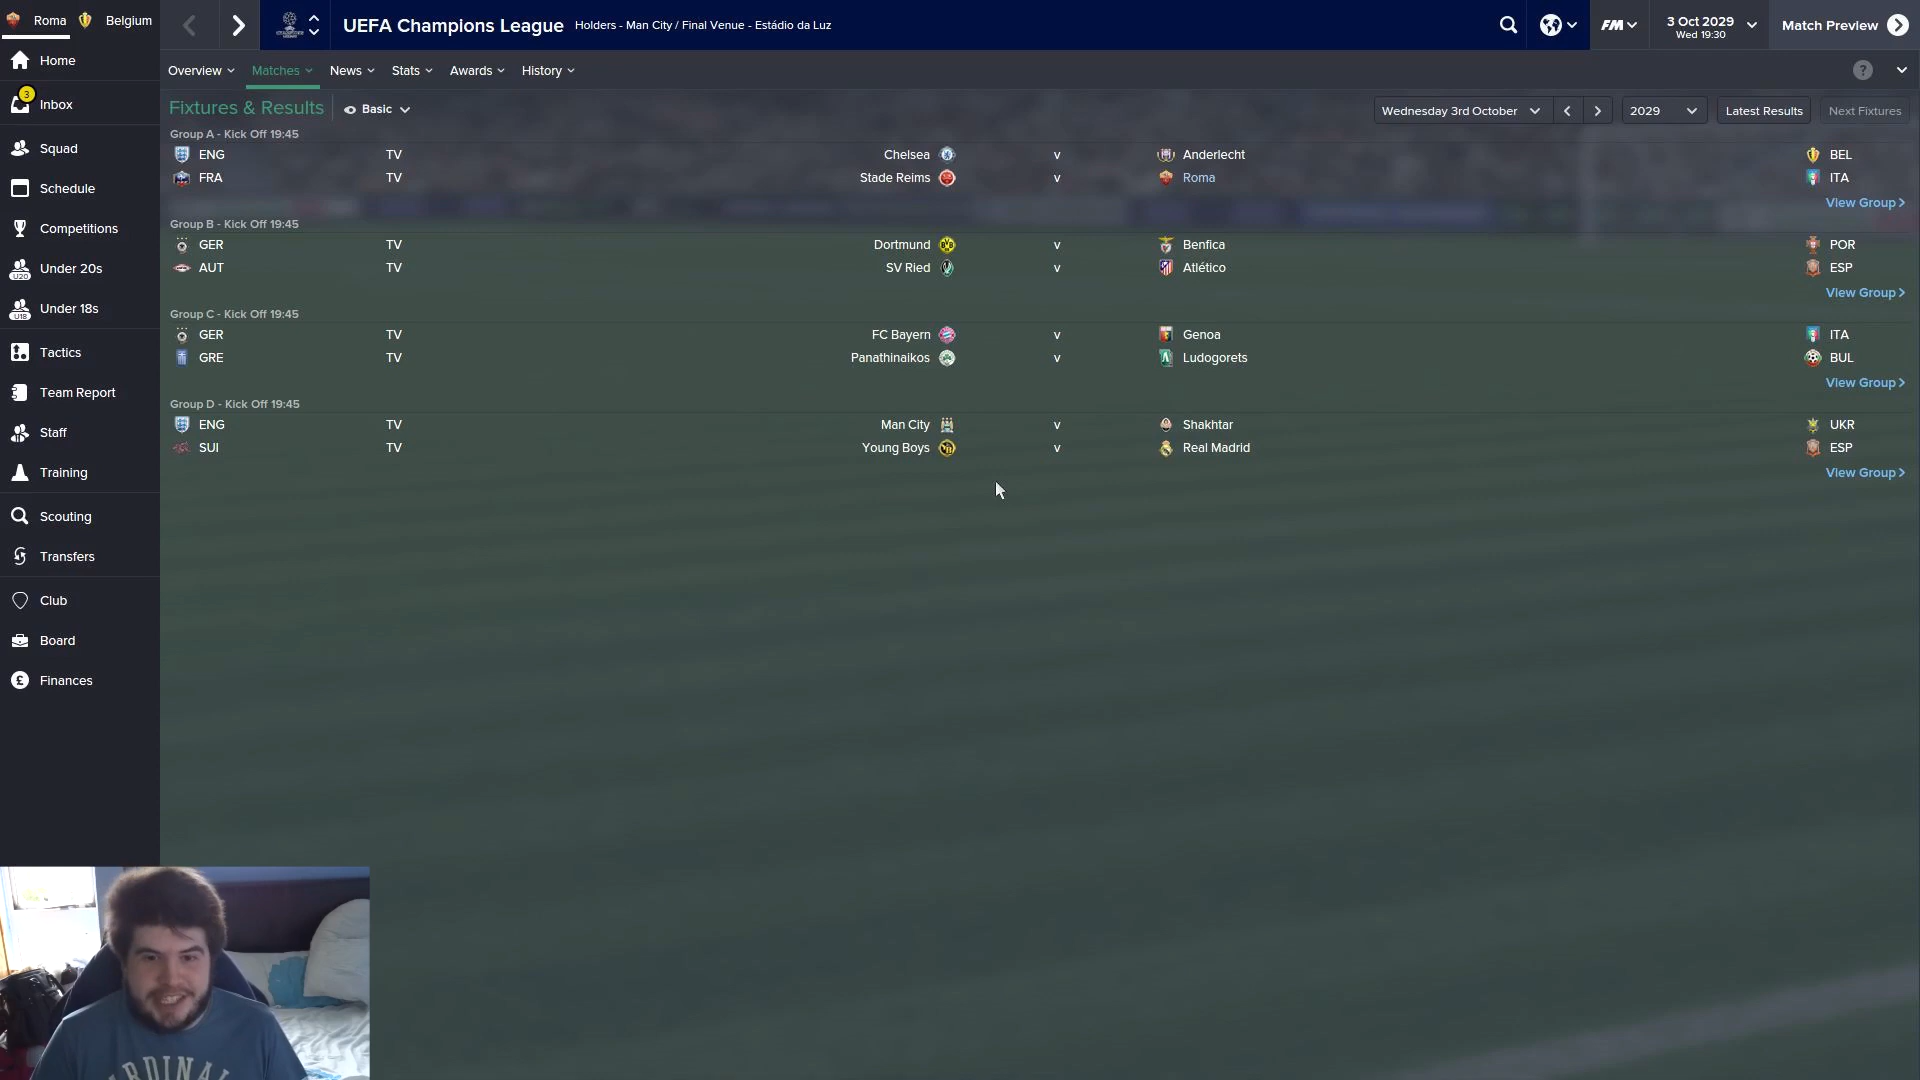 Roma Belgium
UEFA Champions League Holders - Man City / Final Venue - Estádio da Luz
FM 3 Oct 2029 Match Preview
Wed 19:30
Home
Overview Matches News Stats Awards History ?
3
Inbox
Fixtures & Results Basic Wednesday 3rd October 2029 Latest Results Next Fixtures
Group A - Kick Off 19:45
ENG TV Chelsea v Anderlecht BEL
FRA TV Stade Reims v Roma ITA
View Group
Group B - Kick Off 19:45
GER TV Dortmund v Benfica POR
AUT TV SV Ried v Atlético ESP
View Group
Group C - Kick Off 19:45
GER TV FC Bayern v Genoa ITA
GRE TV Panathinaikos v Ludogorets BUL
View Group
Group D - Kick Off 19:45
ENG TV Man City v Shakhtar UKR
SUI TV Young Boys v Real Madrid ESP
View Group
Squad
Schedule
Competitions
Under 20s
U20
Under 18s
U18
Tactics
Team Report
Staff
Training
Scouting
Transfers
Club
Board
£ Finances